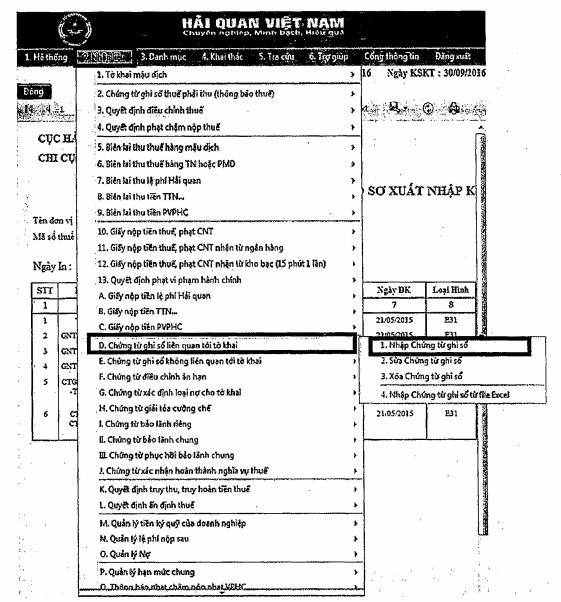 HẢI QUAN VIỆT NAM
Chuyên nghiệp, Minh bạch, Hiệu quả
1. Hệ thống 3. Danh mục 4. Khai thác 5. Tra cứu 6. Trợ giúp Cổng thông tin Đăng xuất
1. Tờ khai mậu dịch
16 Ngày KSKT : 30/09/2016
Đóng
2. Chứng từ ghi số thuế phải thu (thông báo thuế)
3. Quyết định điều chỉnh thuế
4. Quyết định phạt chậm nộp thuế
CỤC HẢ
5. Biên lai thu thuế hàng mậu dịch
CHI CỤ
6. Biên lai thu thuế hàng TN hoặc PMD
7. Biên lai thu lệ phí Hải quan
8. Biên lai thu tiền TTN...
SƠ XUẤT NHẬP K
9. Biên lai thu tiền PVPHC
Tên đơn vị
10. Giấy nộp tiền thuế, phạt CNT
Mã số thuế
11. Giấy nộp tiền thuế, phạt CNT nhận từ ngân hàng
12. Giấy nộp tiền thuế, phạt CNT nhận từ kho bạc (15 phút 1 lần)
Ngày In :
13. Quyết định phạt vi phạm hành chính
A. Giấy nộp tiền lệ phí Hải quan
STT Ngày ĐK Loại Hình
B. Giấy nộp tiền TTN...
1 7 8
C. Giấy nộp tiền PVPHC
1 21/05/2015 E31
2 GNT 21/05/2015 E31
D. Chứng từ ghi số liên quan tới tờ khai
1. Nhập Chứng từ ghi số
3 GNT
E. Chứng từ ghi số không liên quan tới tờ khai
2. Sửa Chứng từ ghi số
4 GNT
F. Chứng từ điều chỉnh ân hạn
3. Xóa Chứng từ ghi số
5 CTG
-T
G. Chứng từ xác định loại nợ cho tờ khai
4. Nhập Chứng từ ghi số từ file Excel
H. Chứng từ giải tỏa cưỡng chế
6 CT 21/05/2015 E31
CT
I. Chứng từ bảo lãnh riêng
II. Chứng từ bảo lãnh chung
III. Chứng từ phục hồi bảo lãnh chung
J. Chứng từ xác nhận hoàn thành nghĩa vụ thuế
K. Quyết định truy thu, truy hoàn tiền thuế
L. Quyết định ấn định thuế
M. Quản lý tiền ký quỹ của doanh nghiệp
N. Quản lý lệ phí nộp sau
O. Quản lý Nợ
P. Quản lý hạn mức chung
Q. Thông báo phạt chậm nộp phạt VPHC